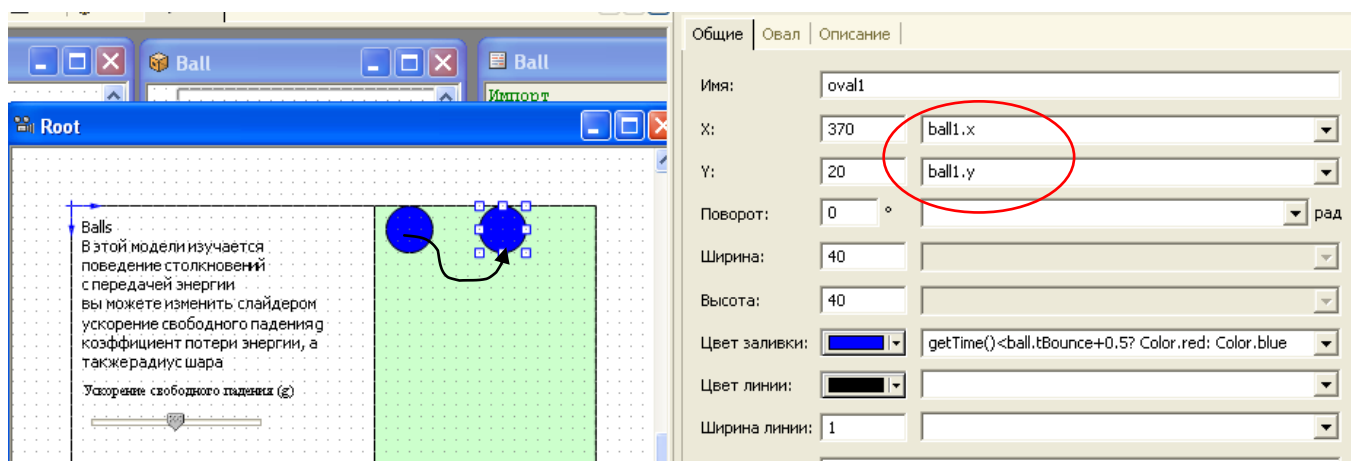 Ball
Ball
Импорт
Root
Balls
В этой модели изучается
поведение столкновений
с передачей энергии
вы можете изменить слайдером
ускорение свободного падения g
коэффициент потери энергии, а
также радиус шара
Ускорение свободного падения (g)
Общие Овал Описание
Имя: oval1
X: 370 ball1.x
Y: 20 ball1.y
Поворот: 0 ° рад
Ширина: 40
Высота: 40
Цвет заливки: getTime()<ball.tBounce+0.5? Color.red: Color.blue
Цвет линии:
Ширина линии: 1